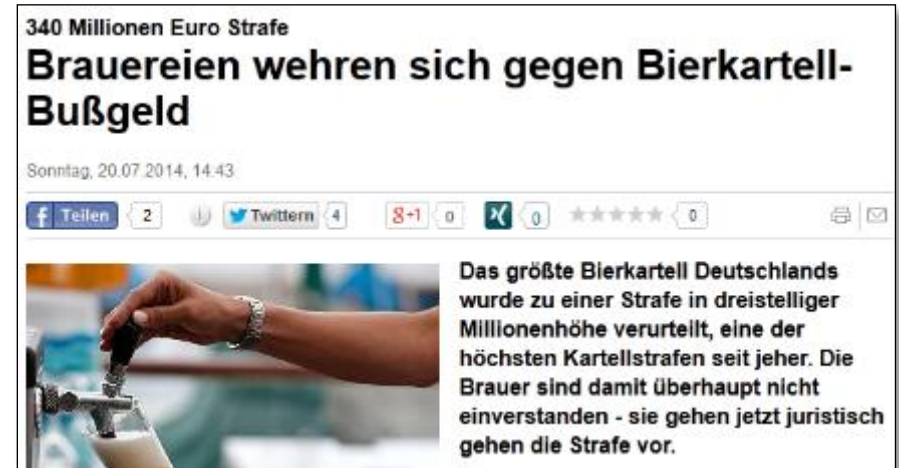 340 Millionen Euro Strafe
Brauereien wehren sich gegen Bierkartell-
Bußgeld
Sonntag, 20.07.2014, 14:43
f Teilen 2 Twittern 4 g+1 0 0 0
Das größte Bierkartell Deutschlands
wurde zu einer Strafe in dreistelliger
Millionenhöhe verurteilt, eine der
höchsten Kartellstrafen seit jeher. Die
Brauer sind damit überhaupt nicht
einverstanden - sie gehen jetzt juristisch
gehen die Strafe vor.